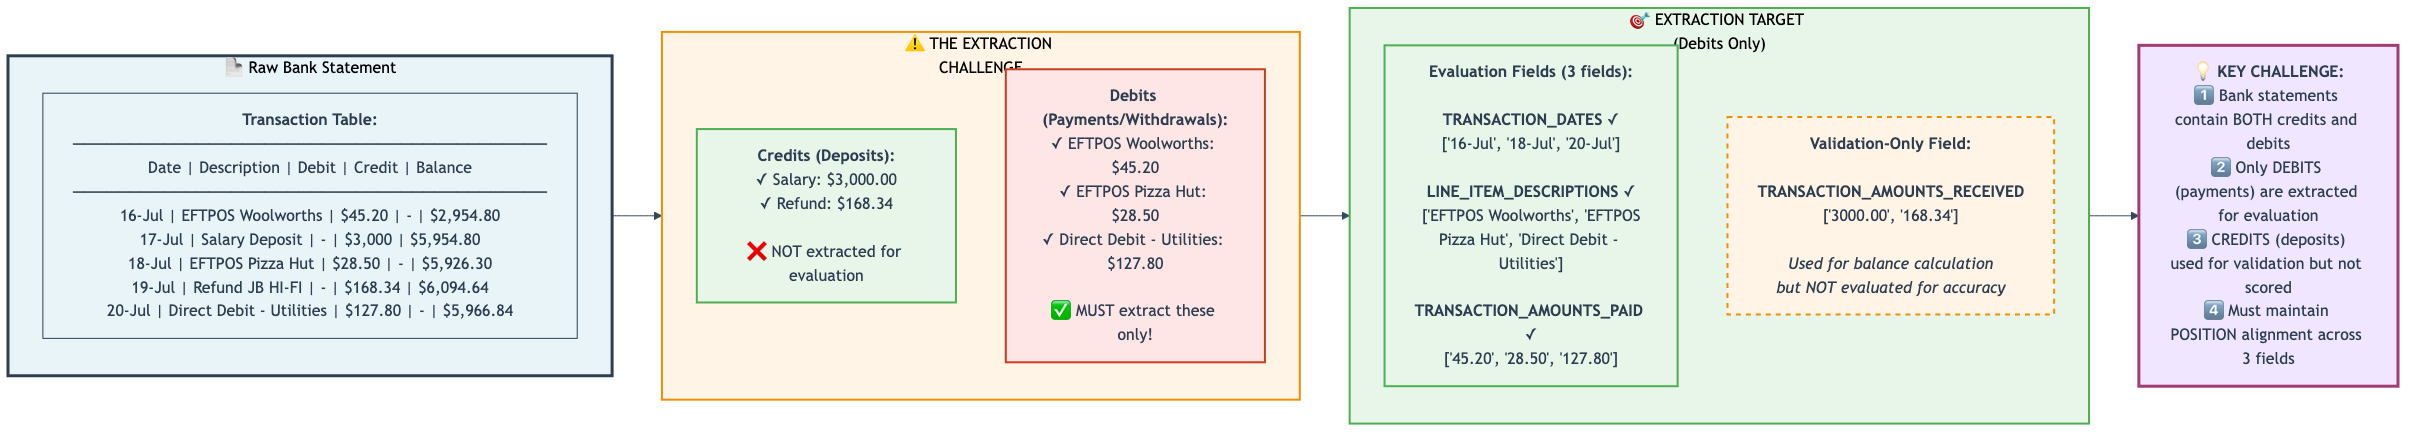 📄 Raw Bank Statement
Transaction Table:
Date | Description | Debit | Credit | Balance
16-Jul | EFTPOS Woolworths | $45.20 | - | $2,954.80
17-Jul | Salary Deposit | - | $3,000 | $5,954.80
18-Jul | EFTPOS Pizza Hut | $28.50 | - | $5,926.30
19-Jul | Refund JB HI-FI | - | $168.34 | $6,094.64
20-Jul | Direct Debit - Utilities | $127.80 | - | $5,966.84
⚠️ THE EXTRACTION
CHALLENGE
Credits (Deposits):
✓ Salary: $3,000.00
✓ Refund: $168.34
❌ NOT extracted for
evaluation
Debits
(Payments/Withdrawals):
✓ EFTPOS Woolworths:
$45.20
✓ EFTPOS Pizza Hut:
$28.50
✓ Direct Debit - Utilities:
$127.80
✅ MUST extract these
only!
🎯 EXTRACTION TARGET
(Debits Only)
Evaluation Fields (3 fields):
TRANSACTION_DATES ✓
['16-Jul', '18-Jul', '20-Jul']
LINE_ITEM_DESCRIPTIONS ✓
['EFTPOS Woolworths', 'EFTPOS
Pizza Hut', 'Direct Debit -
Utilities']
TRANSACTION_AMOUNTS_PAID
✓
['45.20', '28.50', '127.80']
Validation-Only Field:
TRANSACTION_AMOUNTS_RECEIVED
['3000.00', '168.34']
Used for balance calculation
but NOT evaluated for accuracy
💡 KEY CHALLENGE:
1️⃣ Bank statements
contain BOTH credits and
debits
2️⃣ Only DEBITS
(payments) are extracted
for evaluation
3️⃣ CREDITS (deposits)
used for validation but not
scored
4️⃣ Must maintain
POSITION alignment across
3 fields